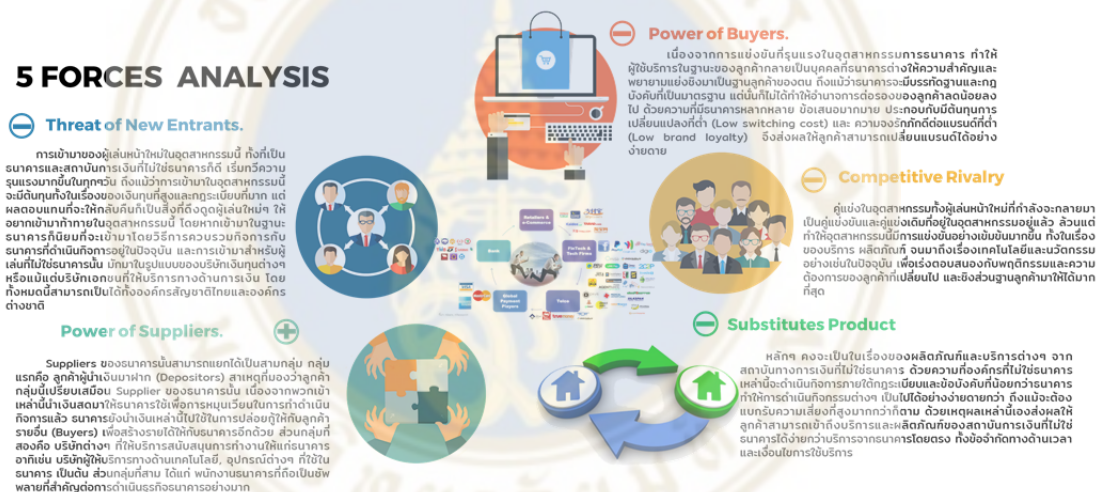 5 FORCES ANALYSIS
Threat of New Entrants.
การเข้ามาของผู้เล่นหน้าใหม่ในอุตสาหกรรมนี้ ทั้งที่เป็น
ธนาคารและสถาบันการเงินที่ไม่ใช่ธนาคารก็ดี เริ่มทวีความ
รุนแรงมากขึ้นในทุกๆวัน ถึงแม้ว่าการเข้ามาในอุตสาหกรรมนี้
จะมีต้นทุนทั้งในเรื่องของเงินทุนที่สูงและกฎระเบียบที่มาก แต่
ผลตอบแทนที่จะให้กลับคืนก็เป็นสิ่งที่ดึงดูดผู้เล่นใหม่ๆ ให้
อยากเข้ามาท้าทายในอุตสาหกรรมนี้ โดยหากเข้ามาในฐานะ
ธนาคารก็นิยมที่จะเข้ามาโดยวิธีการควบรวมกิจการกับ
ธนาคารที่ดำเนินกิจการอยู่ในปัจจุบัน และการเข้ามาสำหรับผู้
เล่นที่ไม่ใช่ธนาคารนั้น มักมาในรูปแบบของบริษัทเงินทุนต่างๆ
หรือแม้แต่บริษัทเอกชนที่ให้บริการทางด้านการเงิน โดย
ทั้งหมดนี้สามารถเป็นได้ทั้งองค์กรสัญชาติไทยและองค์กร
ต่างชาติ
Power of Suppliers.
Suppliers ของธนาคารนั้นสามารถแยกได้เป็นสามกลุ่ม กลุ่ม
แรกคือ ลูกค้าผู้นำเงินมาฝาก (Depositors) สาเหตุที่มองว่าลูกค้า
กลุ่มนี้เปรียบเสมือน Supplier ของธนาคารนั้น เนื่องจากพวกเข้า
เหล่านี้นำเงินสดมาให้ธนาคารใช้เพื่อการหมุนเวียนในการทำดำเนิน
กิจการแล้ว ธนาคารยังนำเงินเหล่านี้ไปใช้ในการปล่อยกู้ให้กับลูกค้า
รายอื่น (Buyers) เพื่อสร้างรายได้ให้กับธนาคารอีกด้วย ส่วนกลุ่มที่
สองคือ บริษัทต่างๆ ที่ให้บริการสนับสนุนการทำงานให้แก่ธนาคาร
อาทิเช่น บริษัทผู้ให้บริการทางด้านเทคโนโลยี, อุปกรณ์ต่างๆ ที่ใช้ใน
ธนาคาร เป็นต้น ส่วนกลุ่มที่สาม ได้แก่ พนักงานธนาคารที่ถือเป็นซัพ
พลายที่สำคัญต่อการดำเนินธุรกิจธนาคารอย่างมาก
Power of Buyers.
เนื่องจากการแข่งขันที่รุนแรงในอุตสาหกรรมการธนาคาร ทำให้
ผู้ใช้บริการในฐานะของลูกค้ากลายเป็นบุคคลที่ธนาคารต่างให้ความสำคัญและ
พยายามแย่งชิงมาเป็นฐานลูกค้าของตน ถึงแม้ว่าธนาคารจะมีบรรทัดฐานและกฎ
บังคับที่เป็นมาตรฐาน แต่นั่นก็ไม่ได้ทำให้อำนาจการต่อรองของลูกค้าลดน้อยลง
ไป ด้วยความที่มีธนาคารหลากหลาย ข้อเสนอมากมาย ประกอบกับมีต้นทุนการ
เปลี่ยนแปลงที่ต่ำ (Low switching cost) และ ความจงรักภักดีต่อแบรนด์ที่ต่ำ
(Low brand loyalty) จึงส่งผลให้ลูกค้าสามารถเปลี่ยนแบรนด์ได้อย่าง
ง่ายดาย
Competitive Rivalry
คู่แข่งในอุตสาหกรรมทั้งผู้เล่นหน้าใหม่ที่กำลังจะกลายมา
เป็นคู่แข่งขันและคู่แข่งเดิมที่อยู่ในอุตสาหกรรมอยู่แล้ว ล้วนแต่
ทำให้อุตสาหกรรมนี้มีการแข่งขันอย่างเข้มข้นมากขึ้น ทั้งในเรื่อง
ของบริการ ผลิตภัณฑ์ จนมาถึงเรื่องเทคโนโลยีและนวัตกรรม
อย่างเช่นในปัจจุบัน เพื่อเร่งตอบสนองกับพฤติกรรมและความ
ต้องการของลูกค้าที่เปลี่ยนไป และชิงส่วนฐานลูกค้ามาให้ได้มาก
ที่สุด
Substitutes Product
หลักๆ คงจะเป็นในเรื่องของผลิตภัณฑ์และบริการต่างๆ จาก
สถาบันทางการเงินที่ไม่ใช่ธนาคาร ด้วยความที่องค์กรที่ไม่ใช่ธนาคาร
เหล่านี้จะดำเนินกิจการภายใต้กฎระเบียบและข้อบังคับที่น้อยกว่าธนาคาร
ทำให้การดำเนินกิจกรรมต่างๆ เป็นไปได้อย่างง่ายดายกว่า ถึงแม้จะต้อง
แบกรับความเสี่ยงที่สูงมากกว่าก็ตาม ด้วยเหตุผลเหล่านี้เองส่งผลให้
ลูกค้าสามารถเข้าถึงบริการและผลิตภัณฑ์ของสถาบันการเงินที่ไม่ใช่
ธนาคารได้ง่ายกว่าบริการจากธนาคารโดยตรง ทั้งข้อจำกัดทางด้านเวลา
และเงื่อนไขการใช้บริการ
Retailers &
e-Commerce
Bank
FinTech &
Tech Firms
Global
Payment
Players
Telco